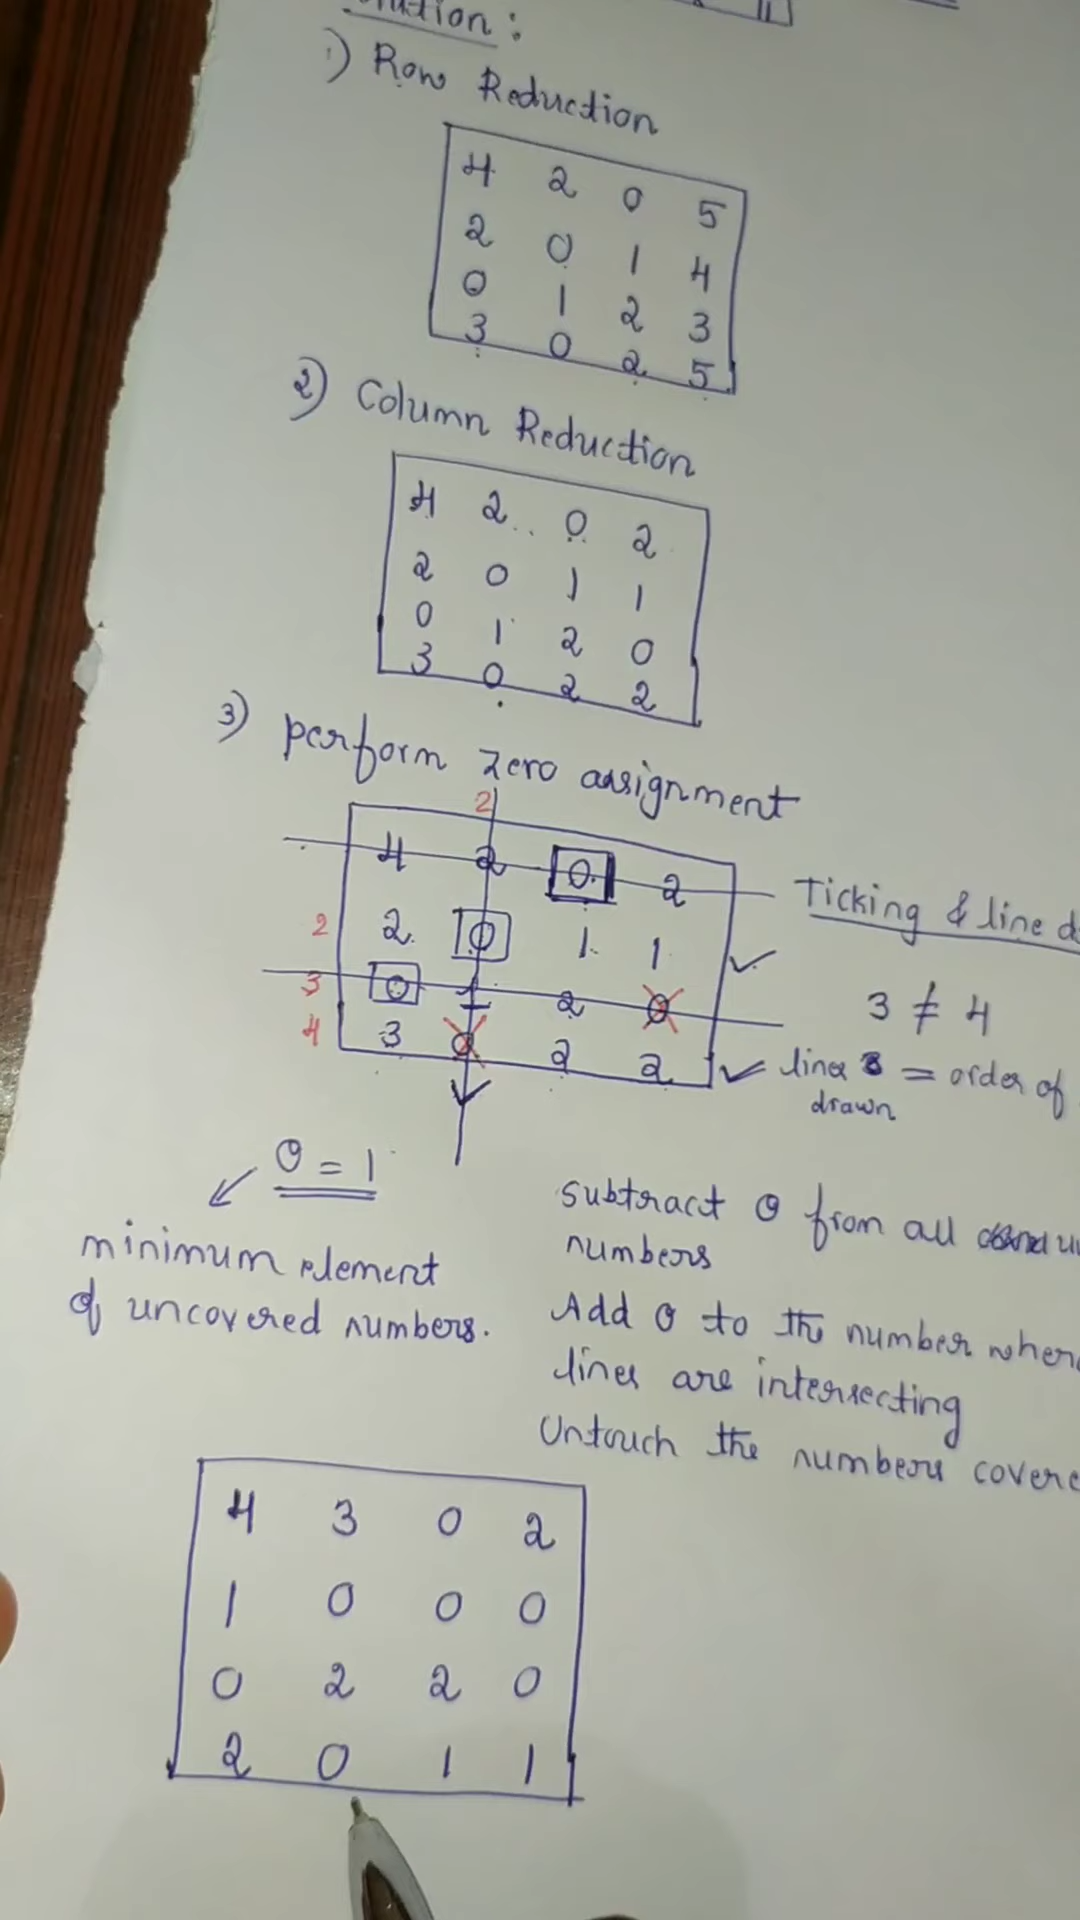 1) Row Reduction
4 2 0 5
2 0 1 4
0 1 2 3
3 0 2 5
2) Column Reduction
4 2 0 2
2 0 1 1
0 1 2 0
3 0 2 2
3) perform zero assignment
2
4 2 0 2
2 2 0 1 1 ✓
3 0 1 2 0
4 3 0 2 2 ✓
Ticking & line
3 ≠ 4
lines = order of
drawn
θ = 1
minimum element
of uncovered numbers.
subtract θ from all
numbers
Add θ to the number
lines are intersecting
Untouch the numbers
4 3 0 2
1 0 0 0
0 2 2 0
2 0 1 1